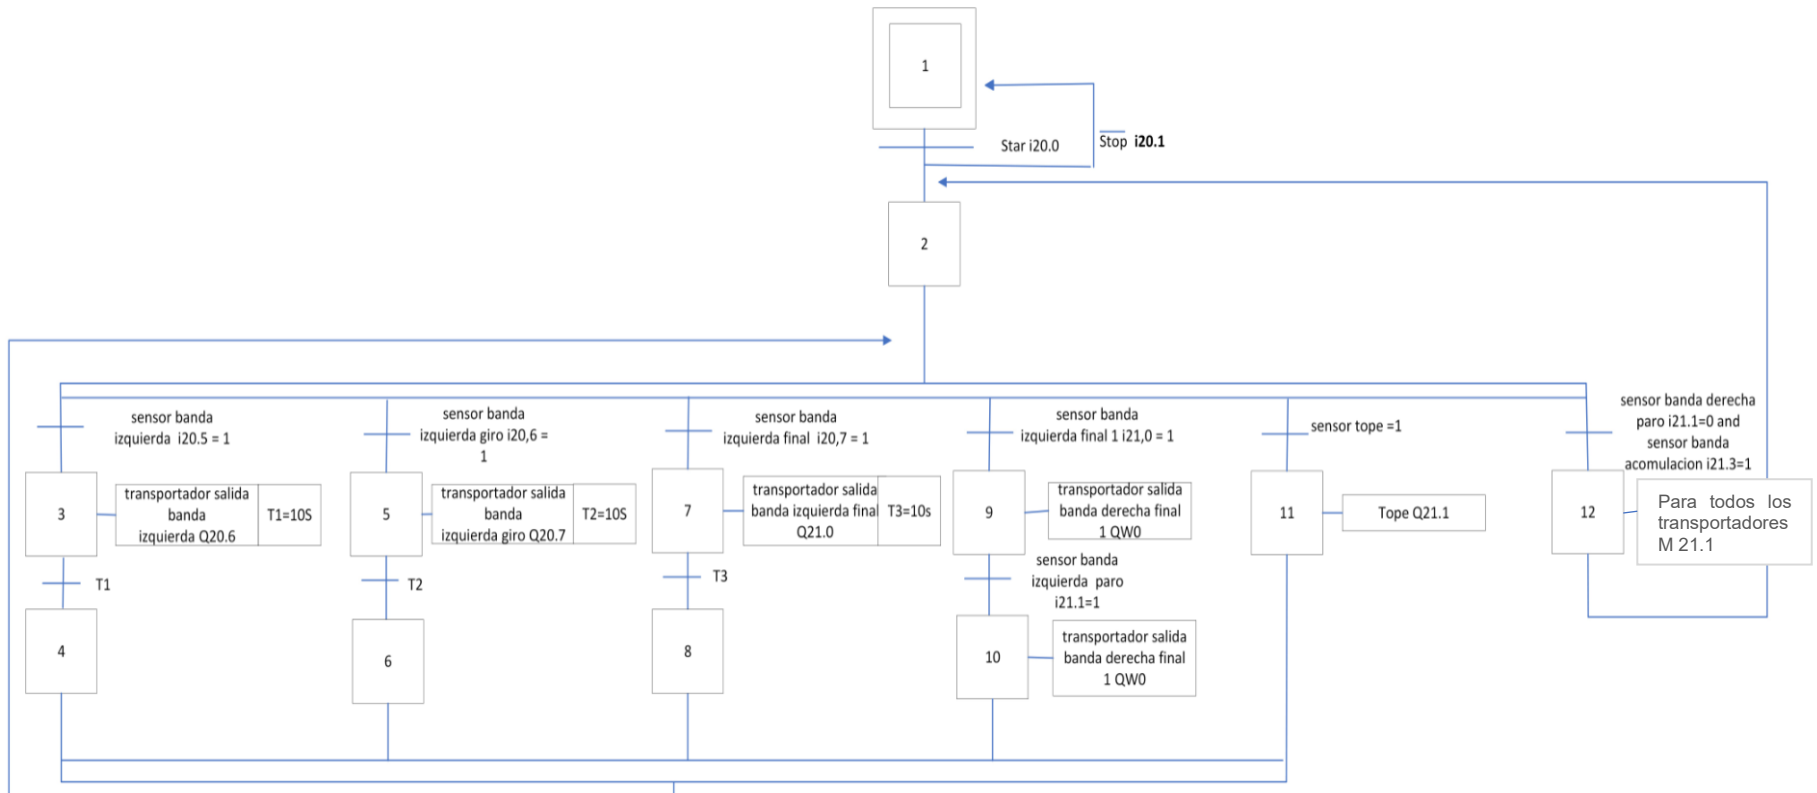 1
Star i20.0
Stop i20.1
2
sensor banda
izquierda i20.5 = 1
sensor banda
izquierda giro i20,6 =
1
sensor banda
izquierda final i20,7 = 1
sensor banda
izquierda final 1 i21,0 = 1
sensor tope =1
sensor banda derecha
paro i21.1=0 and
sensor banda
acomulacion i21.3=1
3
transportador salida
banda
izquierda Q20.6
T1=10S
5
transportador salida
banda
izquierda giro Q20.7
T2=10S
7
transportador salida
banda izquierda final
Q21.0
T3=10s
9
transportador salida
banda derecha final
1 QW0
11
Tope Q21.1
12
Para todos los
transportadores
M 21.1
T1
T2
T3
sensor banda
izquierda paro
i21.1=1
4
6
8
10
transportador salida
banda derecha final
1 QW0